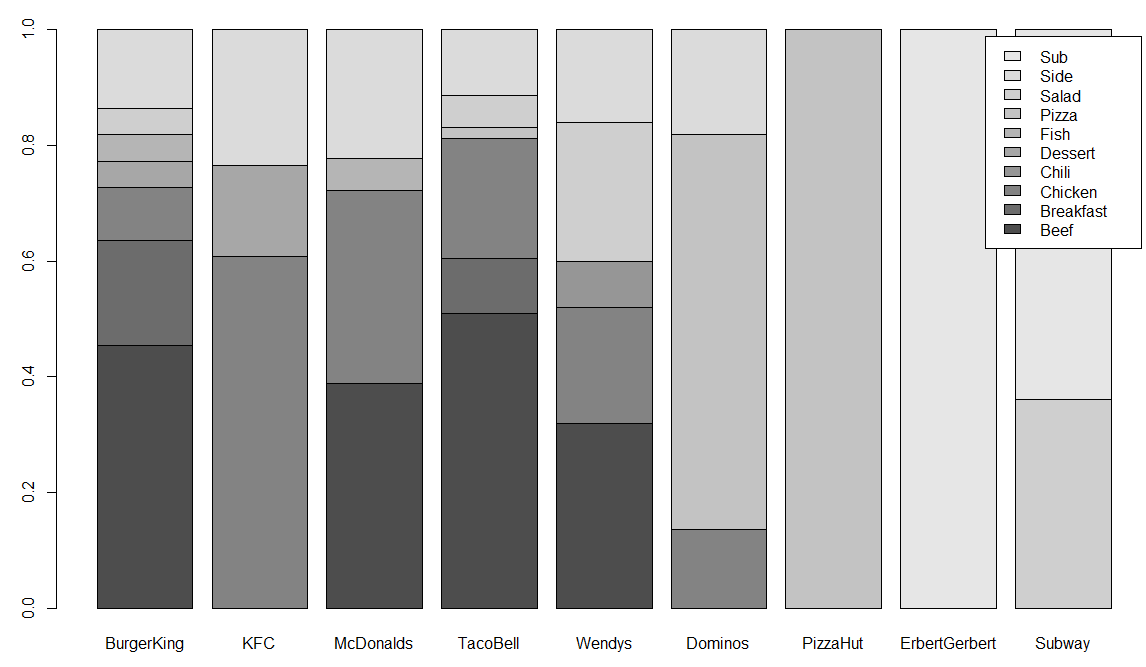 1.0
0.8
0.6
0.4
0.2
0.0
Sub
Side
Salad
Pizza
Fish
Dessert
Chili
Chicken
Breakfast
Beef
BurgerKing KFC McDonalds TacoBell Wendys Dominos PizzaHut ErbertGerbert Subway